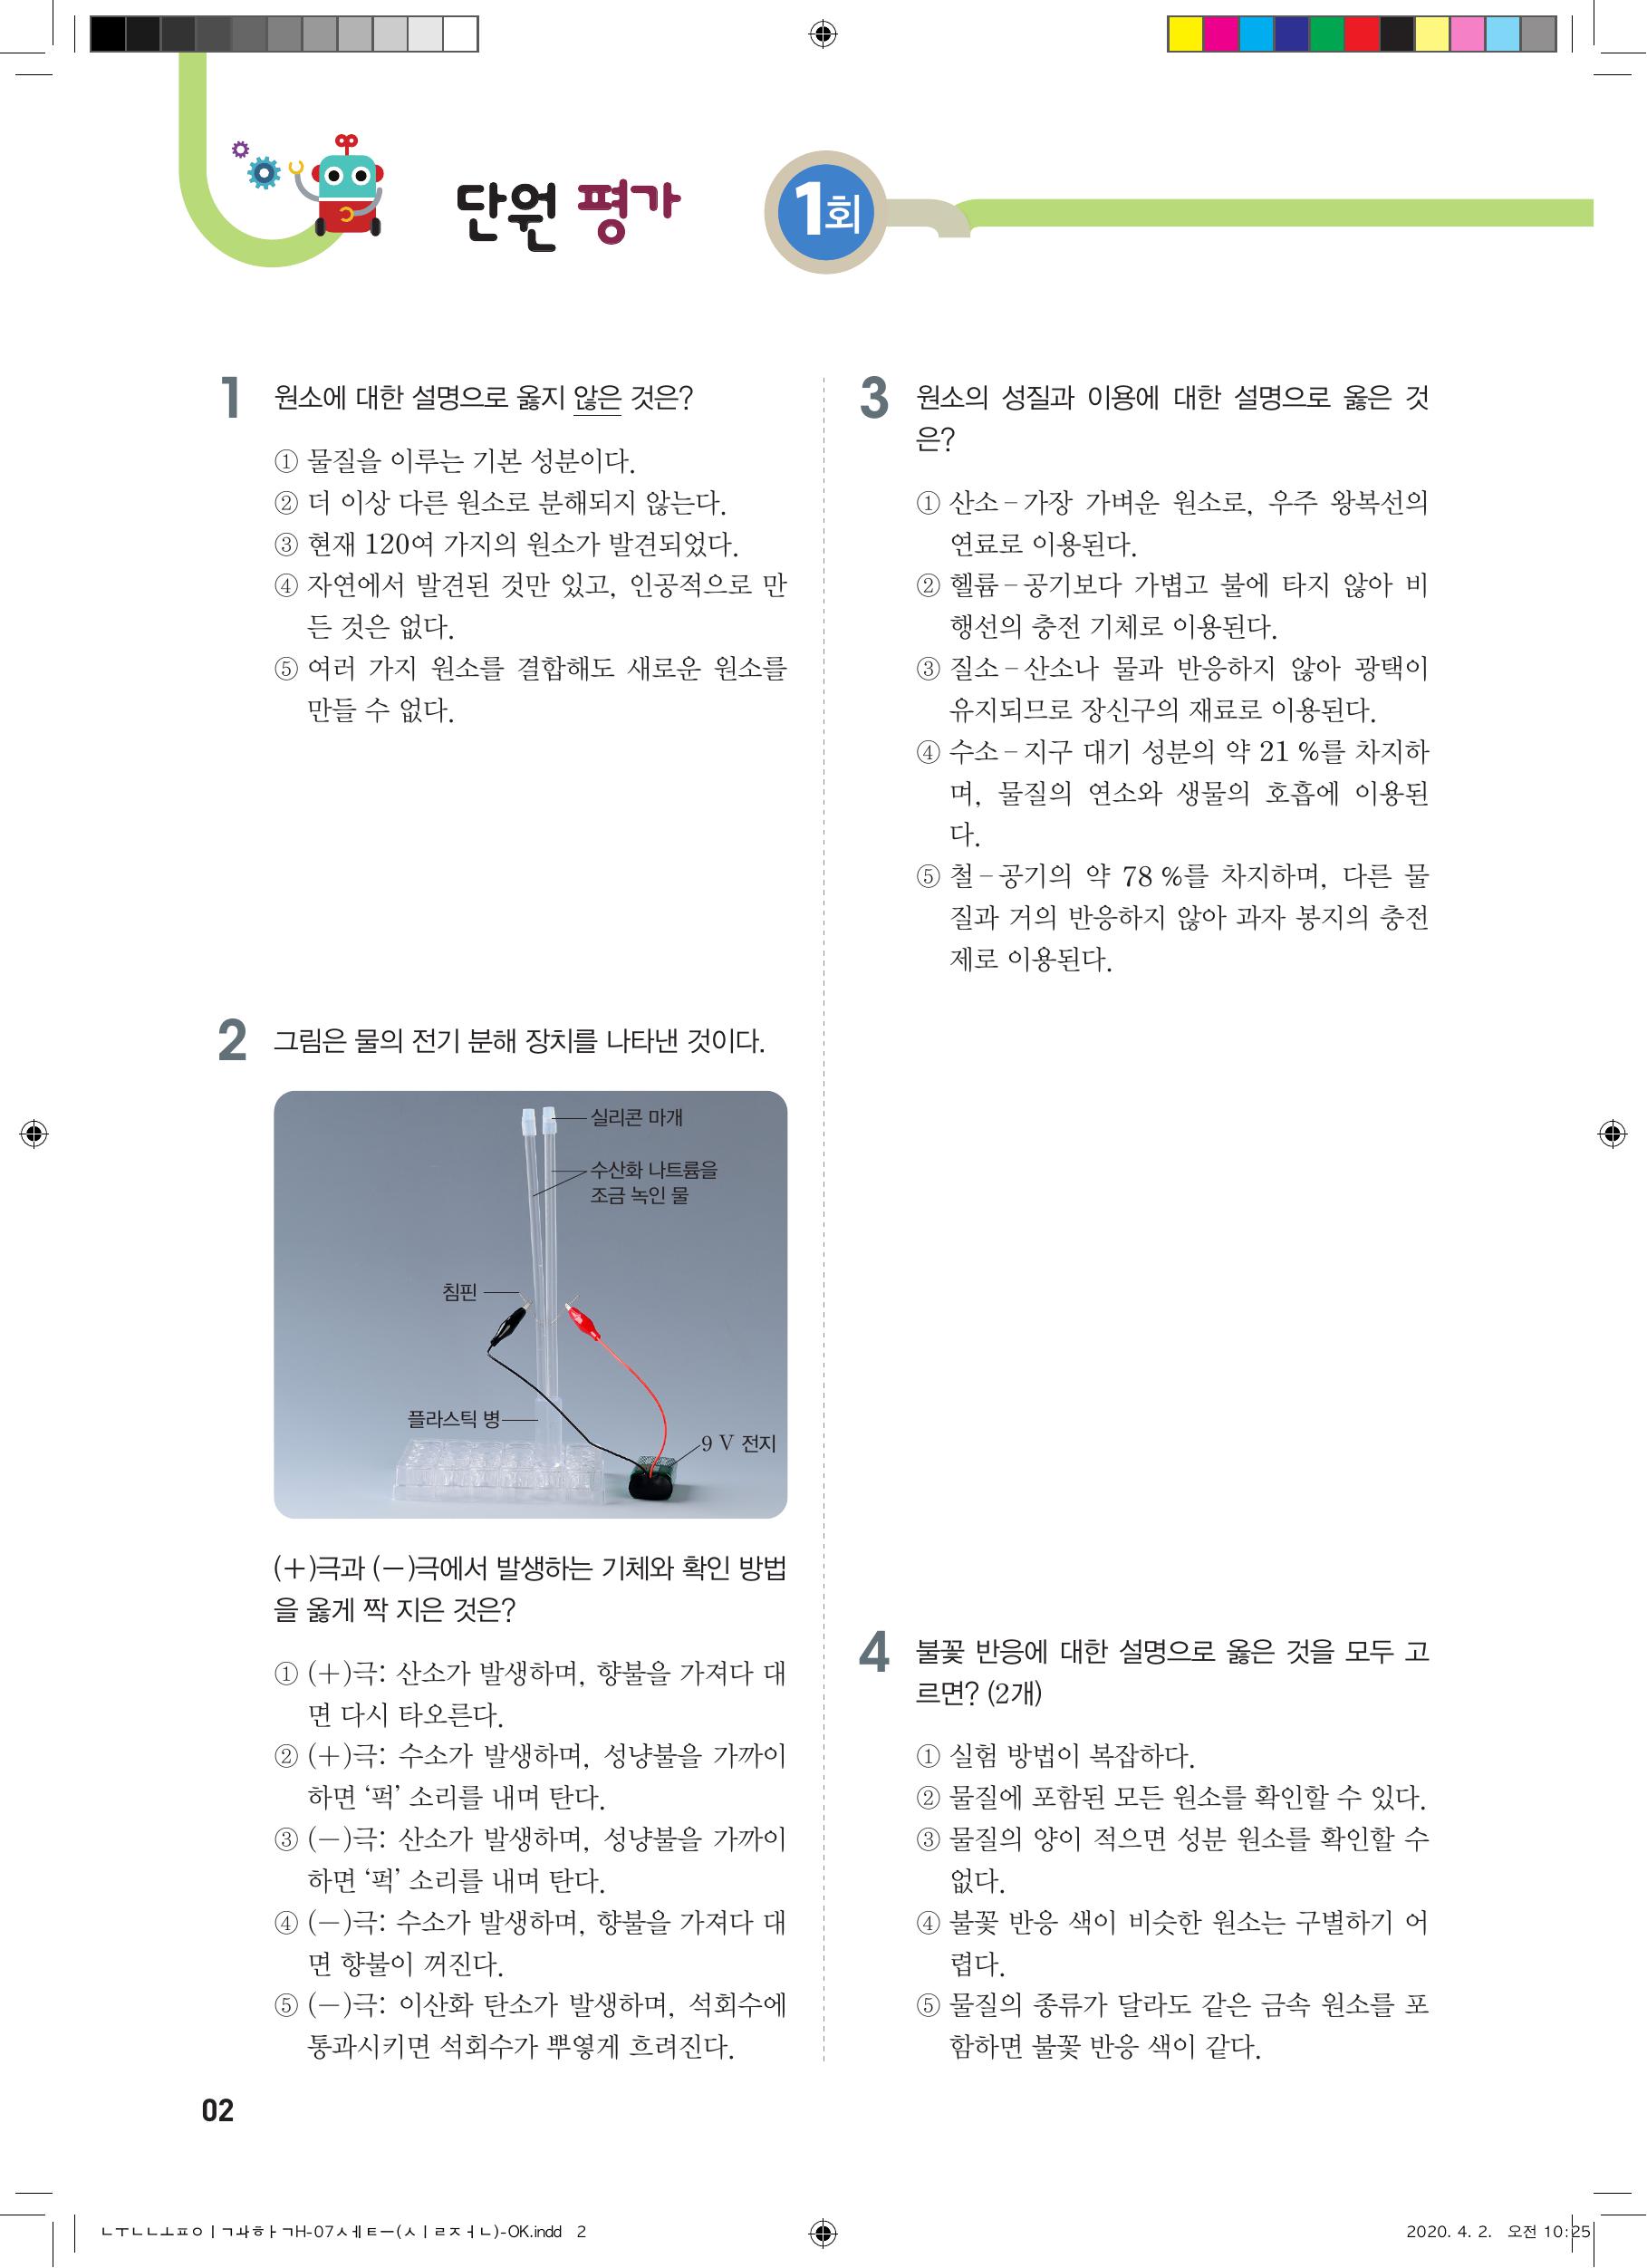 단원 평가 1회
1 원소에 대한 설명으로 옳지 않은 것은?
① 물질을 이루는 기본 성분이다.
② 더 이상 다른 원소로 분해되지 않는다.
③ 현재 120여 가지의 원소가 발견되었다.
④ 자연에서 발견된 것만 있고, 인공적으로 만
든 것은 없다.
⑤ 여러 가지 원소를 결합해도 새로운 원소를
만들 수 없다.
2 그림은 물의 전기 분해 장치를 나타낸 것이다.
실리콘 마개
수산화 나트륨을
조금 녹인 물
침핀
플라스틱 병
9 V 전지
(+)극과 (-)극에서 발생하는 기체와 확인 방법
을 옳게 짝 지은 것은?
① (+)극: 산소가 발생하며, 향불을 가져다 대
면 다시 타오른다.
② (+)극: 수소가 발생하며, 성냥불을 가까이
하면 ‘퍽’ 소리를 내며 탄다.
③ (-)극: 산소가 발생하며, 성냥불을 가까이
하면 ‘퍽’ 소리를 내며 탄다.
④ (-)극: 수소가 발생하며, 향불을 가져다 대
면 향불이 꺼진다.
⑤ (-)극: 이산화 탄소가 발생하며, 석회수에
통과시키면 석회수가 뿌옇게 흐려진다.
3 원소의 성질과 이용에 대한 설명으로 옳은 것
은?
① 산소 – 가장 가벼운 원소로, 우주 왕복선의
연료로 이용된다.
② 헬륨 – 공기보다 가볍고 불에 타지 않아 비
행선의 충전 기체로 이용된다.
③ 질소 – 산소나 물과 반응하지 않아 광택이
유지되므로 장신구의 재료로 이용된다.
④ 수소 – 지구 대기 성분의 약 21 %를 차지하
며, 물질의 연소와 생물의 호흡에 이용된
다.
⑤ 철 – 공기의 약 78 %를 차지하며, 다른 물
질과 거의 반응하지 않아 과자 봉지의 충전
제로 이용된다.
4 불꽃 반응에 대한 설명으로 옳은 것을 모두 고
르면? (2개)
① 실험 방법이 복잡하다.
② 물질에 포함된 모든 원소를 확인할 수 있다.
③ 물질의 양이 적으면 성분 원소를 확인할 수
없다.
④ 불꽃 반응 색이 비슷한 원소는 구별하기 어
렵다.
⑤ 물질의 종류가 달라도 같은 금속 원소를 포
함하면 불꽃 반응 색이 같다.
02
ㄴㅜㄴㄴㅗㅍㅇㅣㄱㅘㅎㅏㄱH-07ㅅㅔㅌㅡ(ㅅㅣㄹㅈㅓㄴ)-OK.indd 2
2020. 4. 2. 오전 10:25